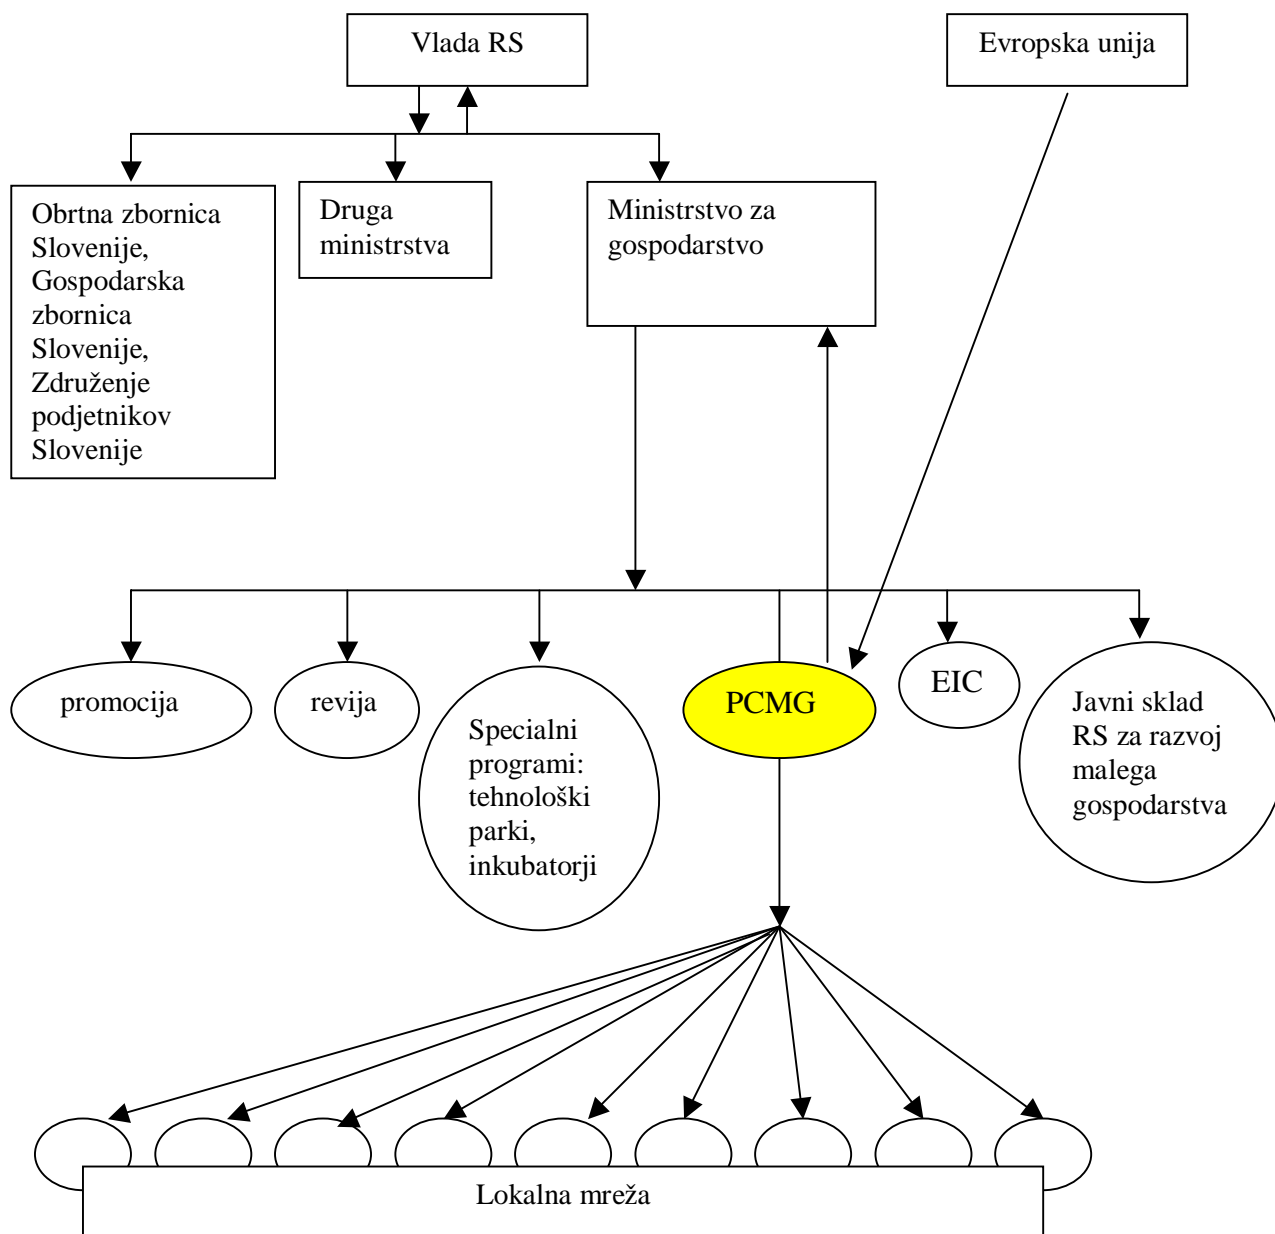 Vlada RS
Evropska unija
Obrtna zbornica
Slovenije,
Gospodarska
zbornica
Slovenije,
Združenje
podjetnikov
Slovenije
Druga
ministrstva
Ministrstvo za
gospodarstvo
promocija
revija
Specialni
programi:
tehnološki
parki,
inkubatorji
PCMG
EIC
Javni sklad
RS za razvoj
malega
gospodarstva
Lokalna mreža